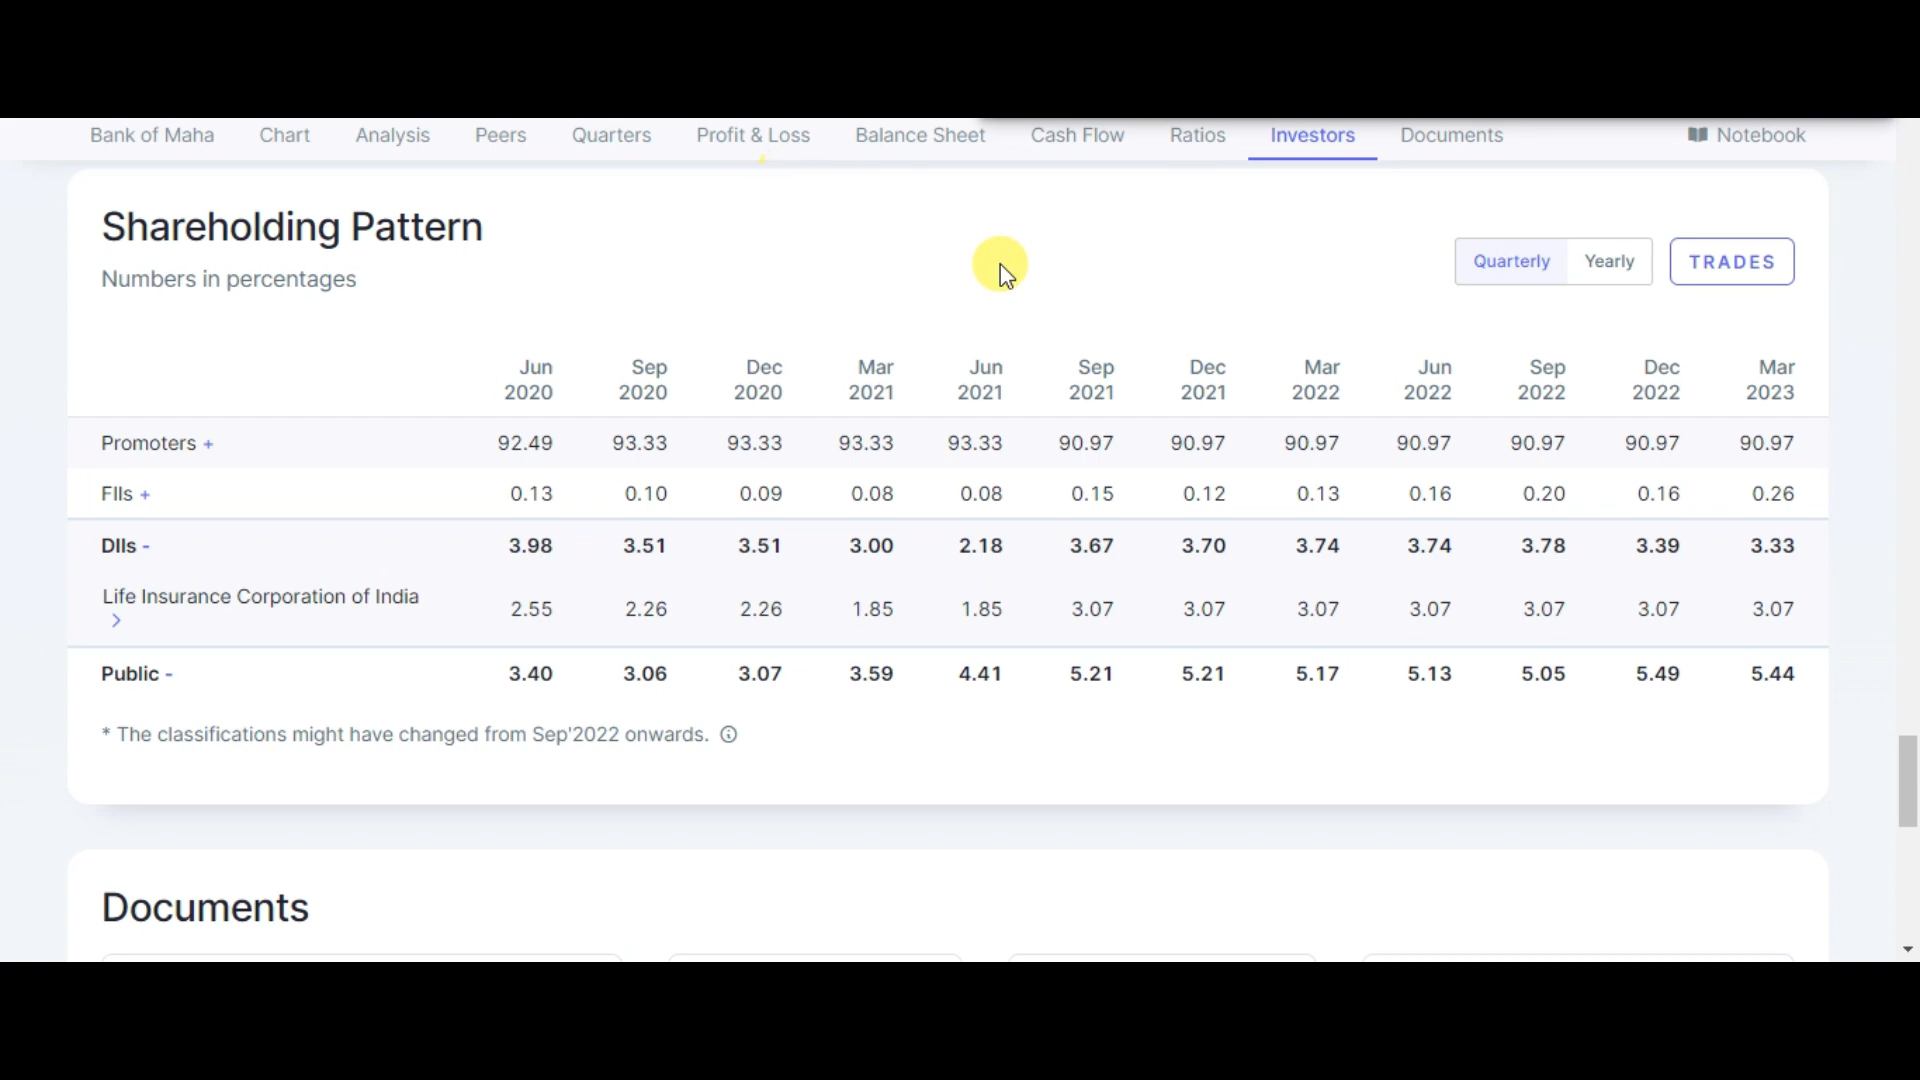 Bank of Maha Chart Analysis Peers Quarters Profit & Loss Balance Sheet Cash Flow Ratios Investors Documents Notebook
Shareholding Pattern
Numbers in percentages
Quarterly Yearly TRADES
Jun Sep Dec Mar Jun Sep Dec Mar Jun Sep Dec Mar
2020 2020 2020 2021 2021 2021 2021 2022 2022 2022 2022 2023
Promoters + 92.49 93.33 93.33 93.33 93.33 90.97 90.97 90.97 90.97 90.97 90.97 90.97
FIIs + 0.13 0.10 0.09 0.08 0.08 0.15 0.12 0.13 0.16 0.20 0.16 0.26
DIIs - 3.98 3.51 3.51 3.00 2.18 3.67 3.70 3.74 3.74 3.78 3.39 3.33
Life Insurance Corporation of India 2.55 2.26 2.26 1.85 1.85 3.07 3.07 3.07 3.07 3.07 3.07 3.07
Public - 3.40 3.06 3.07 3.59 4.41 5.21 5.21 5.17 5.13 5.05 5.49 5.44
* The classifications might have changed from Sep'2022 onwards.
Documents